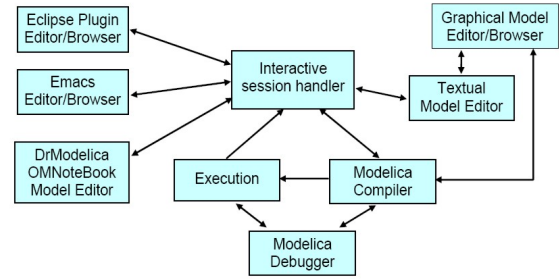 Eclipse Plugin
Editor/Browser
Graphical Model
Editor/Browser
Emacs
Editor/Browser
Interactive
session handler
Textual
Model Editor
DrModelica
OMNoteBook
Model Editor
Execution
Modelica
Compiler
Modelica
Debugger